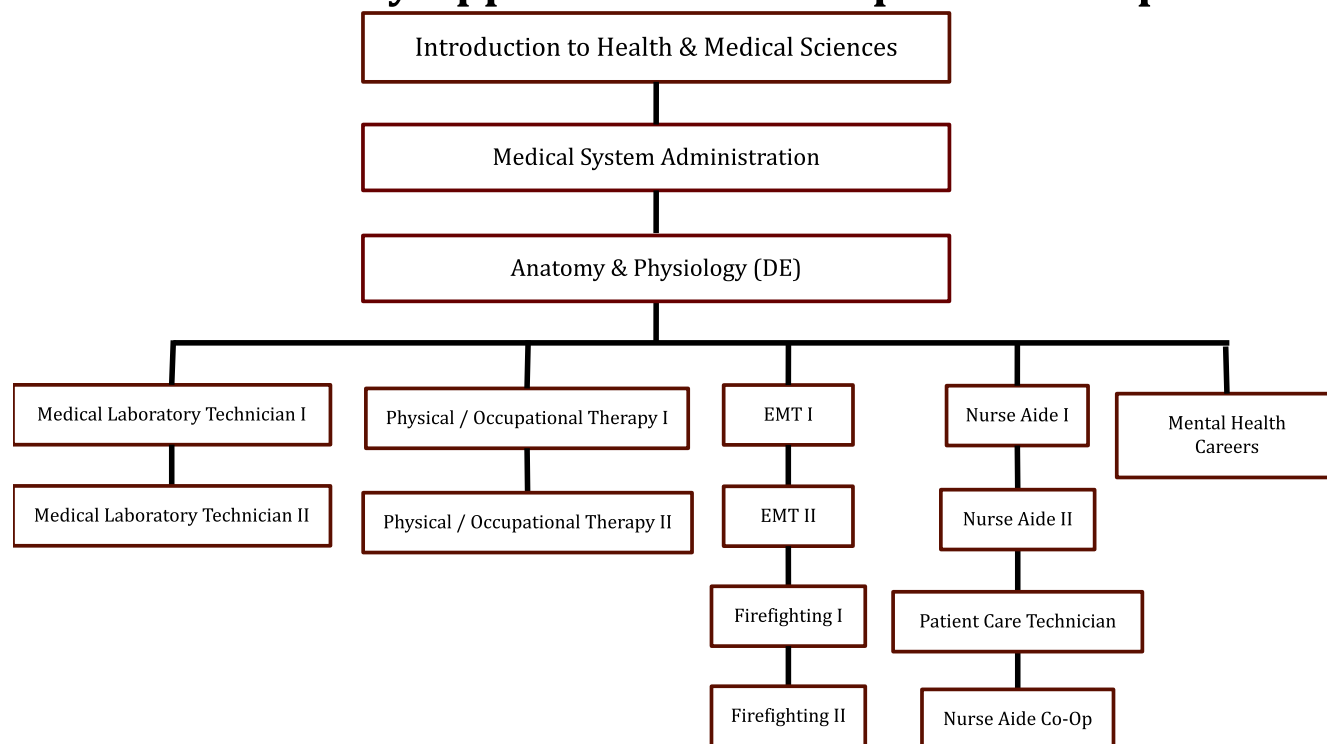 Introduction to Health & Medical Sciences
Medical System Administration
Anatomy & Physiology (DE)
Medical Laboratory Technician I
Physical / Occupational Therapy I
EMT I
Nurse Aide I
Mental Health
Careers
Medical Laboratory Technician II
Physical / Occupational Therapy II
EMT II
Nurse Aide II
Firefighting I
Patient Care Technician
Firefighting II
Nurse Aide Co-Op